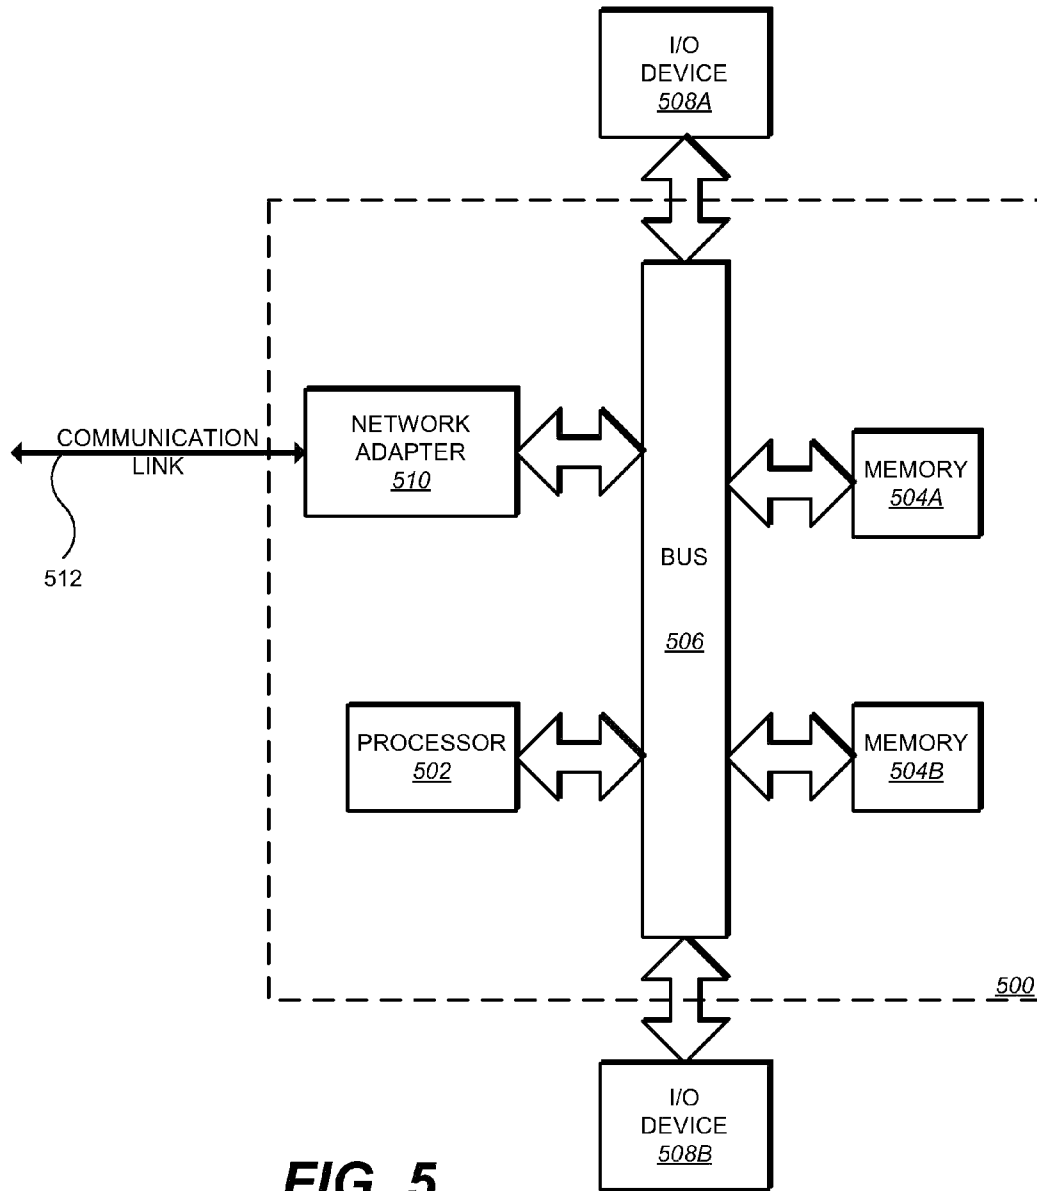 I/O
DEVICE
508A
NETWORK
ADAPTER
510
COMMUNICATION
LINK
512
MEMORY
504A
BUS
506
PROCESSOR
502
MEMORY
504B
500
I/O
DEVICE
508B
FIG. 5